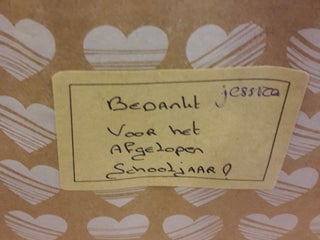 Bedankt jessica
voor het
afgelopen
schooljaar!